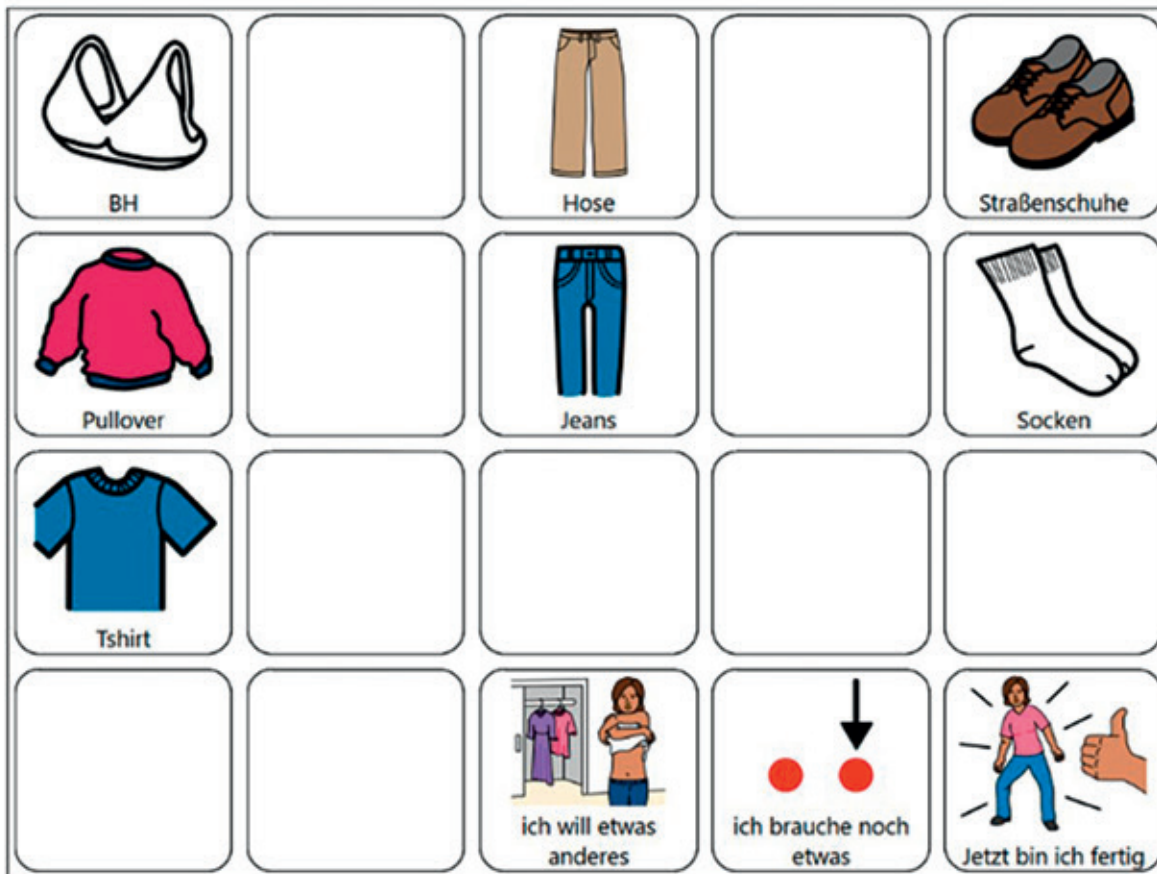 BH
Hose
Straßenschuhe
Pullover
Jeans
Socken
Tshirt
ich will etwas
anderes
ich brauche noch
etwas
Jetzt bin ich fertig